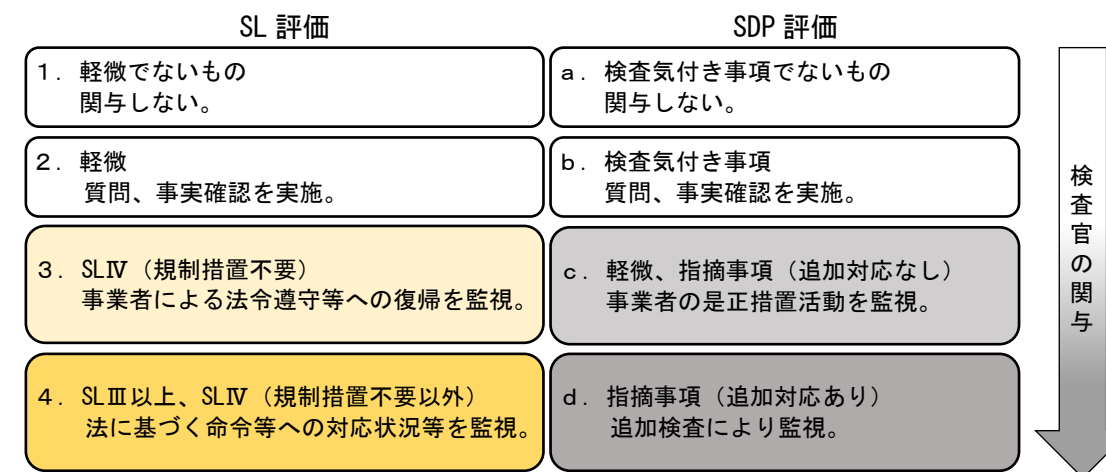 SL 評価
1. 軽微でないもの
関与しない。
2. 軽微
質問、事実確認を実施。
3. SLⅣ（規制措置不要）
事業者による法令遵守等への復帰を監視。
4. SLⅢ以上、SLⅣ（規制措置不要以外）
法に基づく命令等への対応状況等を監視。
SDP 評価
a. 検査気付き事項でないもの
関与しない。
b. 検査気付き事項
質問、事実確認を実施。
c. 軽微、指摘事項（追加対応なし）
事業者の是正措置活動を監視。
d. 指摘事項（追加対応あり）
追加検査により監視。
検査官の関与